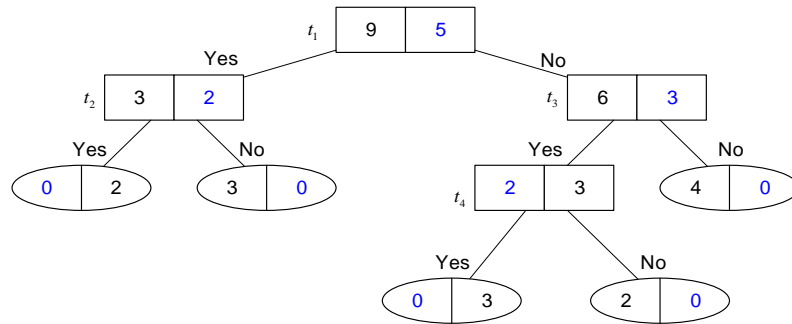 t1 9 5
Yes No
t2 3 2 t3 6 3
Yes No Yes No
0 2 3 0 t4 2 3 4 0
Yes No
0 3 2 0